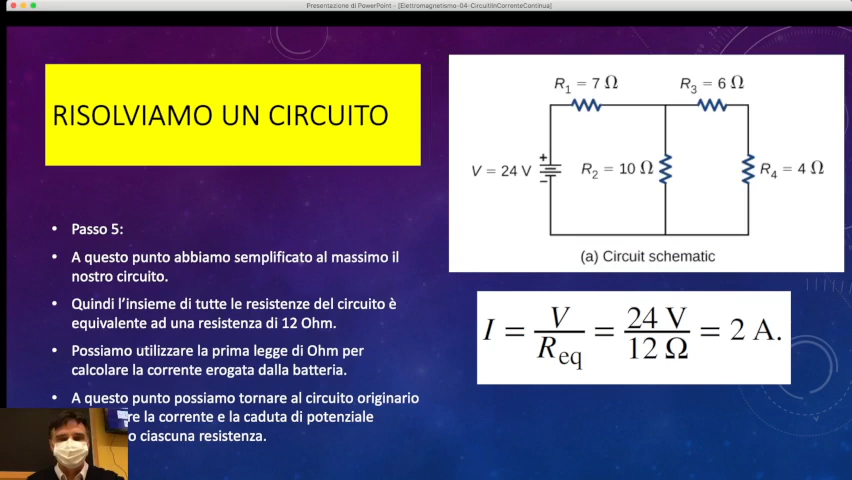 Presentazione di PowerPoint - [Elettromagnetismo-04-CircuitiInCorrenteContinua]
RISOLVIAMO UN CIRCUITO
• Passo 5:
• A questo punto abbiamo semplificato al massimo il
nostro circuito.
• Quindi l'insieme di tutte le resistenze del circuito è
equivalente ad una resistenza di 12 Ohm.
• Possiamo utilizzare la prima legge di Ohm per
calcolare la corrente erogata dalla batteria.
• A questo punto possiamo tornare al circuito originario
re la corrente e la caduta di potenziale
o ciascuna resistenza.
R₁ = 7 Ω
R₃ = 6 Ω
V = 24 V
+
−
R₂ = 10 Ω
R₄ = 4 Ω
(a) Circuit schematic
I = V/R_eq = 24 V/12 Ω = 2 A.